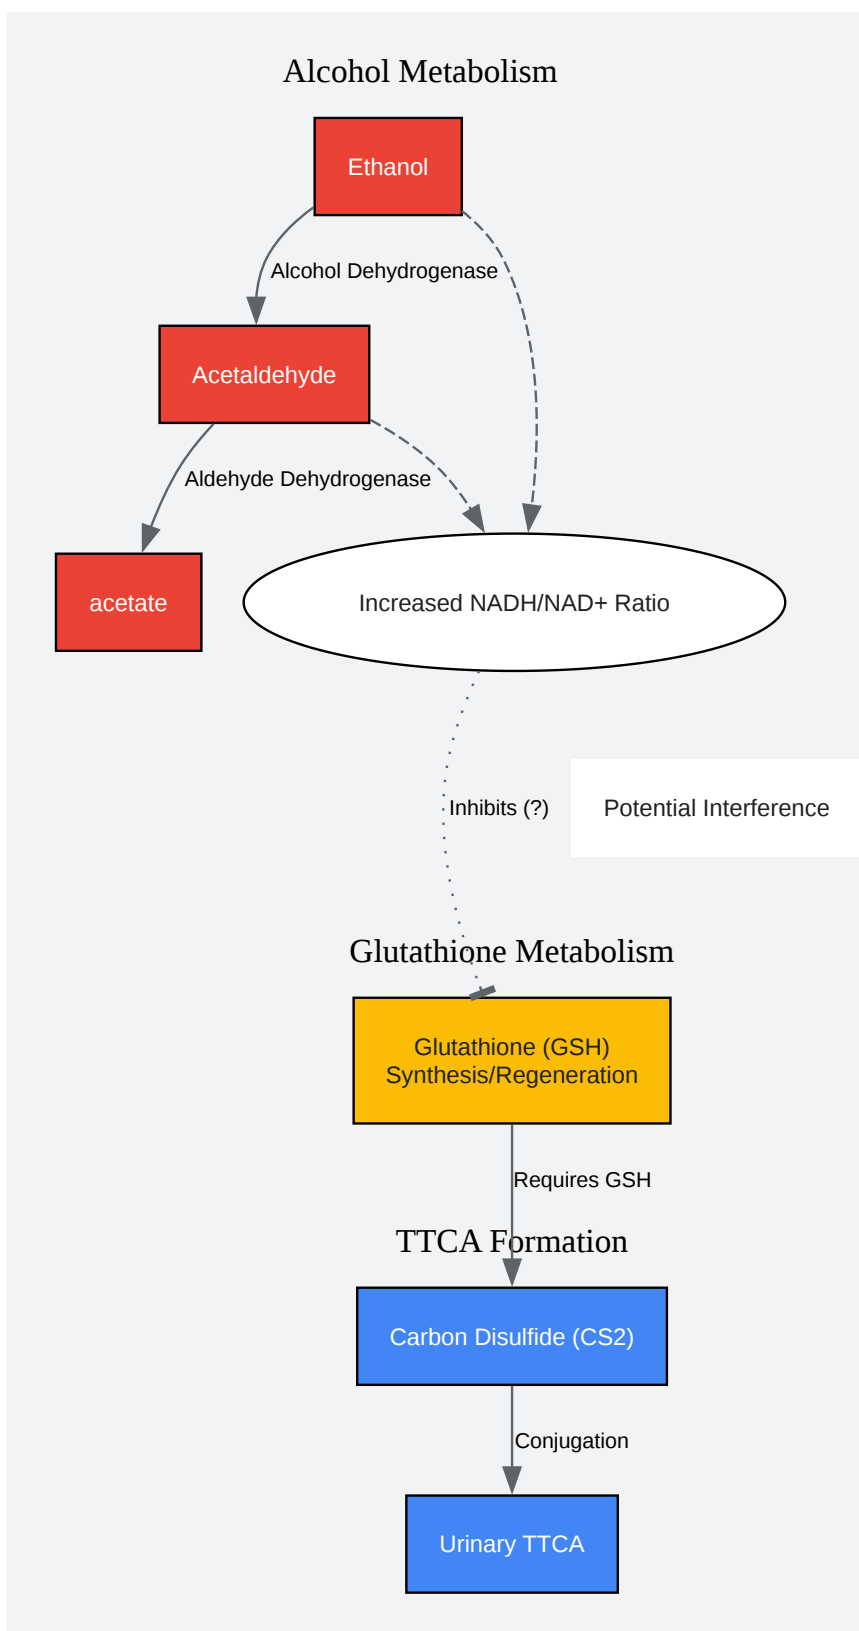 Alcohol Metabolism
Ethanol
Alcohol Dehydrogenase
Acetaldehyde
Aldehyde Dehydrogenase
acetate
Increased NADH/NAD+ Ratio
Inhibits (?)
Potential Interference
Glutathione Metabolism
Glutathione (GSH)
Synthesis/Regeneration
Requires GSH
TTCA Formation
Carbon Disulfide (CS2)
Conjugation
Urinary TTCA